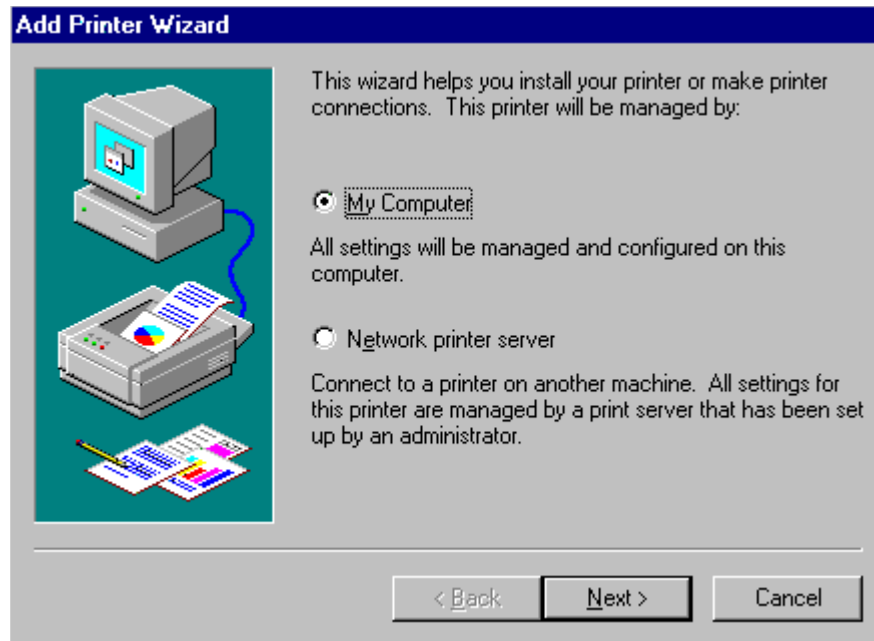 Add Printer Wizard
This wizard helps you install your printer or make printer
connections.  This printer will be managed by:
My Computer
All settings will be managed and configured on this
computer.
Network printer server
Connect to a printer on another machine.  All settings for
this printer are managed by a print server that has been set
up by an administrator.
< Back
Next >
Cancel